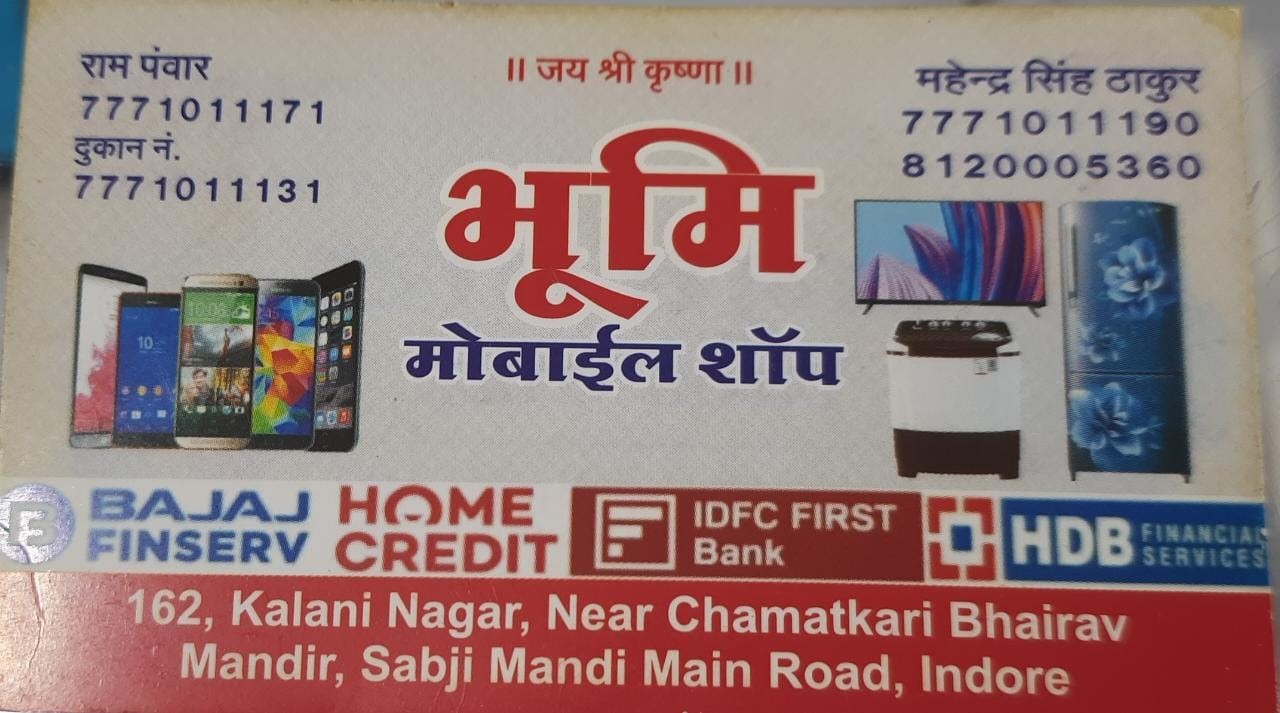 ॥ जय श्री कृष्णा ॥
राम पंवार
7771011171
दुकान नं.
7771011131
महेन्द्र सिंह ठाकुर
7771011190
8120005360
भूमि
मोबाईल शॉप
BAJAJ
FINSERV
HOME
CREDIT
IDFC FIRST
Bank
HDB FINANCIAL
SERVICES
162, Kalani Nagar, Near Chamatkari Bhairav
Mandir, Sabji Mandi Main Road, Indore